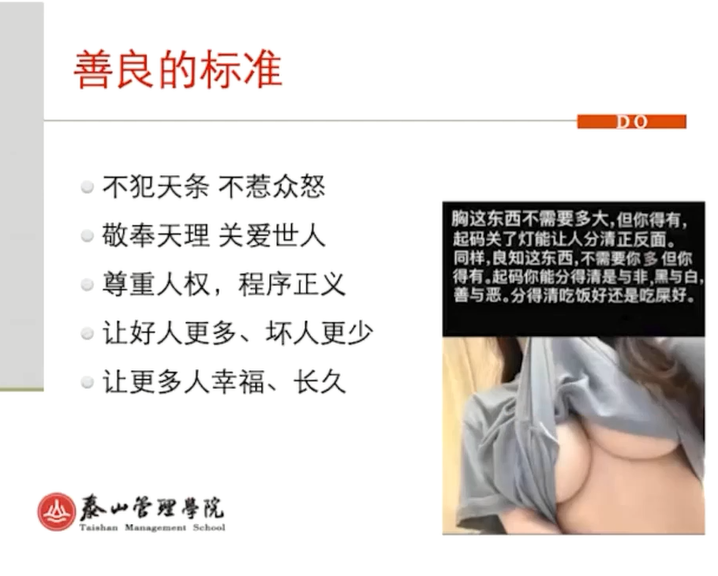 善良的标准
DO
不犯天条 不惹众怒
敬奉天理 关爱世人
尊重人权，程序正义
让好人更多、坏人更少
让更多人幸福、长久
胸这东西不需要多大,但你得有,
起码关了灯能让人分清正反面。
同样,良知这东西,不需要你多 但你
得有。起码你能分得清是与非,黑与白,
善与恶。分得清吃饭好还是吃屎好。
泰山管理學院
Taishan Management School